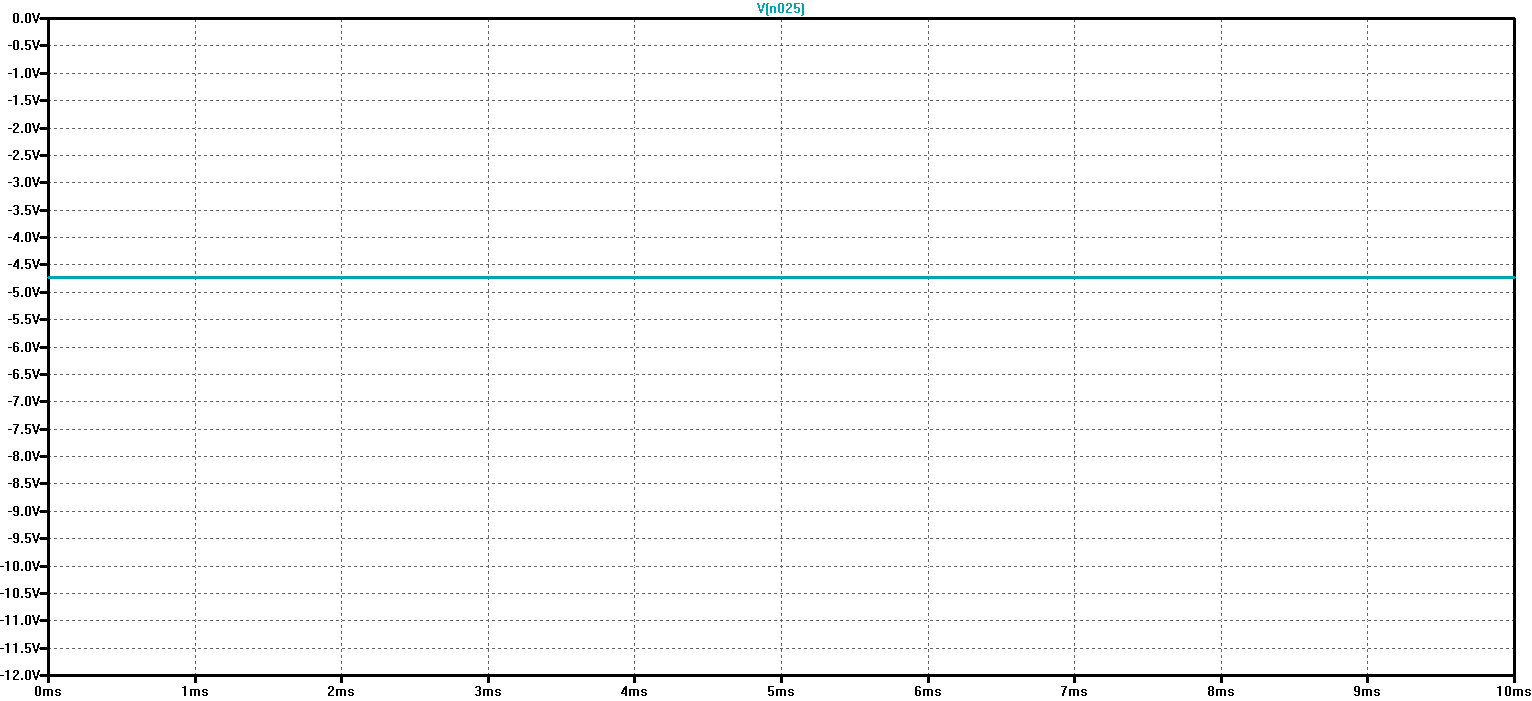 V(n025)
0.0V
-0.5V
-1.0V
-1.5V
-2.0V
-2.5V
-3.0V
-3.5V
-4.0V
-4.5V
-5.0V
-5.5V
-6.0V
-6.5V
-7.0V
-7.5V
-8.0V
-8.5V
-9.0V
-9.5V
-10.0V
-10.5V
-11.0V
-11.5V
-12.0V
0ms 1ms 2ms 3ms 4ms 5ms 6ms 7ms 8ms 9ms 10ms